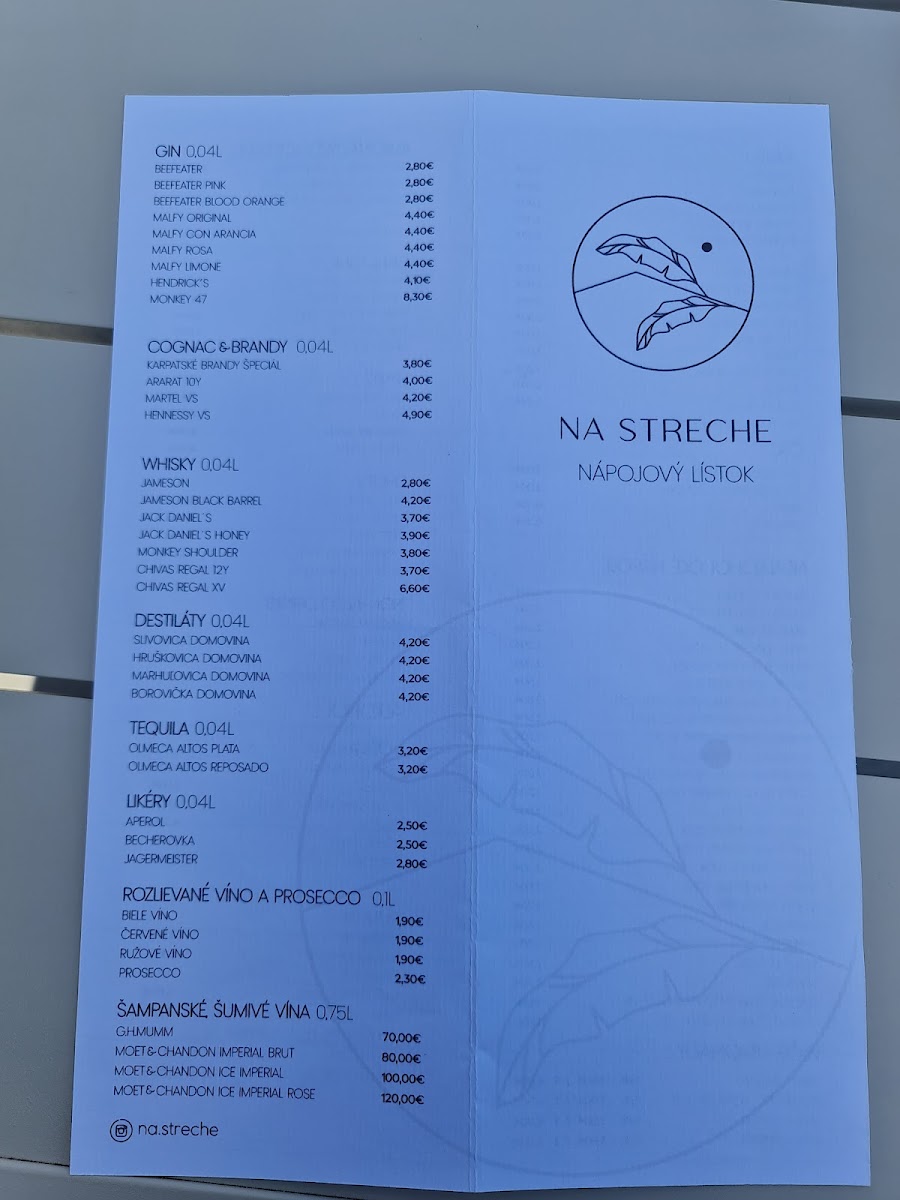 GIN 0,04L
BEEFEATER 2,80€
BEEFEATER PINK 2,80€
BEEFEATER BLOOD ORANGE 2,80€
MALFY ORIGINAL 4,40€
MALFY CON ARANCIA 4,40€
MALFY ROSA 4,40€
MALFY LIMONE 4,40€
HENDRICK'S 4,10€
MONKEY 47 8,30€
COGNAC & BRANDY 0,04L
KARPATSKÉ BRANDY ŠPECIAL 3,80€
ARARAT 10Y 4,00€
MARTEL VS 4,20€
HENNESSY VS 4,90€
WHISKY 0,04L
JAMESON 2,80€
JAMESON BLACK BARREL 4,20€
JACK DANIEL´S 3,70€
JACK DANIEL´S HONEY 3,90€
MONKEY SHOULDER 3,80€
CHIVAS REGAL 12Y 3,70€
CHIVAS REGAL XV 6,60€
DESTILÁTY 0,04L
SLIVOVICA DOMOVINA 4,20€
HRUŠKOVICA DOMOVINA 4,20€
MARHUĽOVICA DOMOVINA 4,20€
BOROVIČKA DOMOVINA 4,20€
TEQUILA 0,04L
OLMECA ALTOS PLATA 3,20€
OLMECA ALTOS REPOSADO 3,20€
LIKÉRY 0,04L
APEROL 2,50€
BECHEROVKA 2,50€
JAGERMEISTER 2,80€
ROZLIEVANÉ VÍNO A PROSECCO 0,1L
BIELE VÍNO 1,90€
ČERVENÉ VÍNO 1,90€
RUŽOVÉ VÍNO 1,90€
PROSECCO 2,30€
ŠAMPANSKÉ, ŠUMIVÉ VÍNA 0,75L
G.H.MUMM 70,00€
MOET & CHANDON IMPERIAL BRUT 80,00€
MOET & CHANDON ICE IMPERIAL 100,00€
MOET & CHANDON ICE IMPERIAL ROSE 120,00€
na.streche
NA STRECHE
NÁPOJOVÝ LÍSTOK